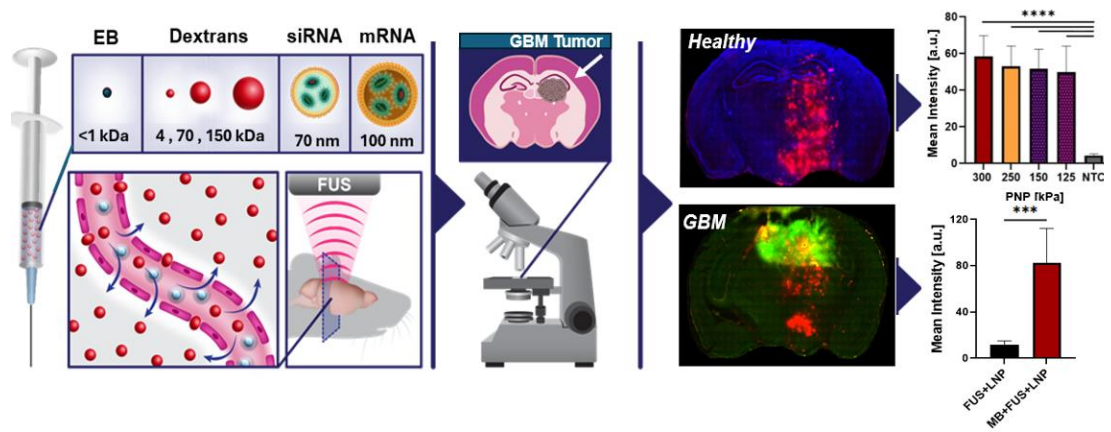 EB
Dextrans
siRNA
mRNA
<1 kDa
4 , 70 , 150 kDa
70 nm
100 nm
FUS
GBM Tumor
Healthy
GBM
****
Mean Intensity [a.u.]
80
60
40
20
0
300 250 150 125 NTC
PNP [kPa]
***
Mean Intensity [a.u.]
120
80
40
0
FUS+LNP
MB+FUS+LNP